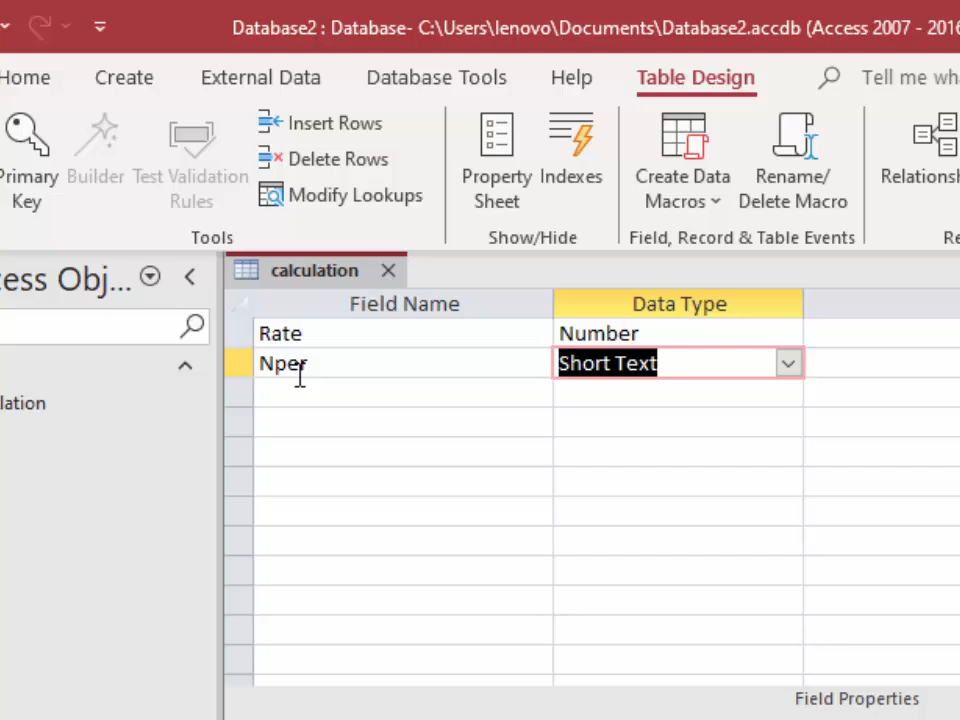 Database2 : Database- C:\Users\lenovo\Documents\Database2.accdb (Access 2007 - 2016
Home Create External Data Database Tools Help Table Design Tell me wh
Primary Key
Builder
Test Validation Rules
Insert Rows
Delete Rows
Modify Lookups
Property Sheet
Indexes
Create Data Macros
Rename/ Delete Macro
Relationsh
Tools
Show/Hide
Field, Record & Table Events
Re
cess Obj...
calculation
Field Name Data Type
Rate Number
Nper Short Text
lation
Field Properties